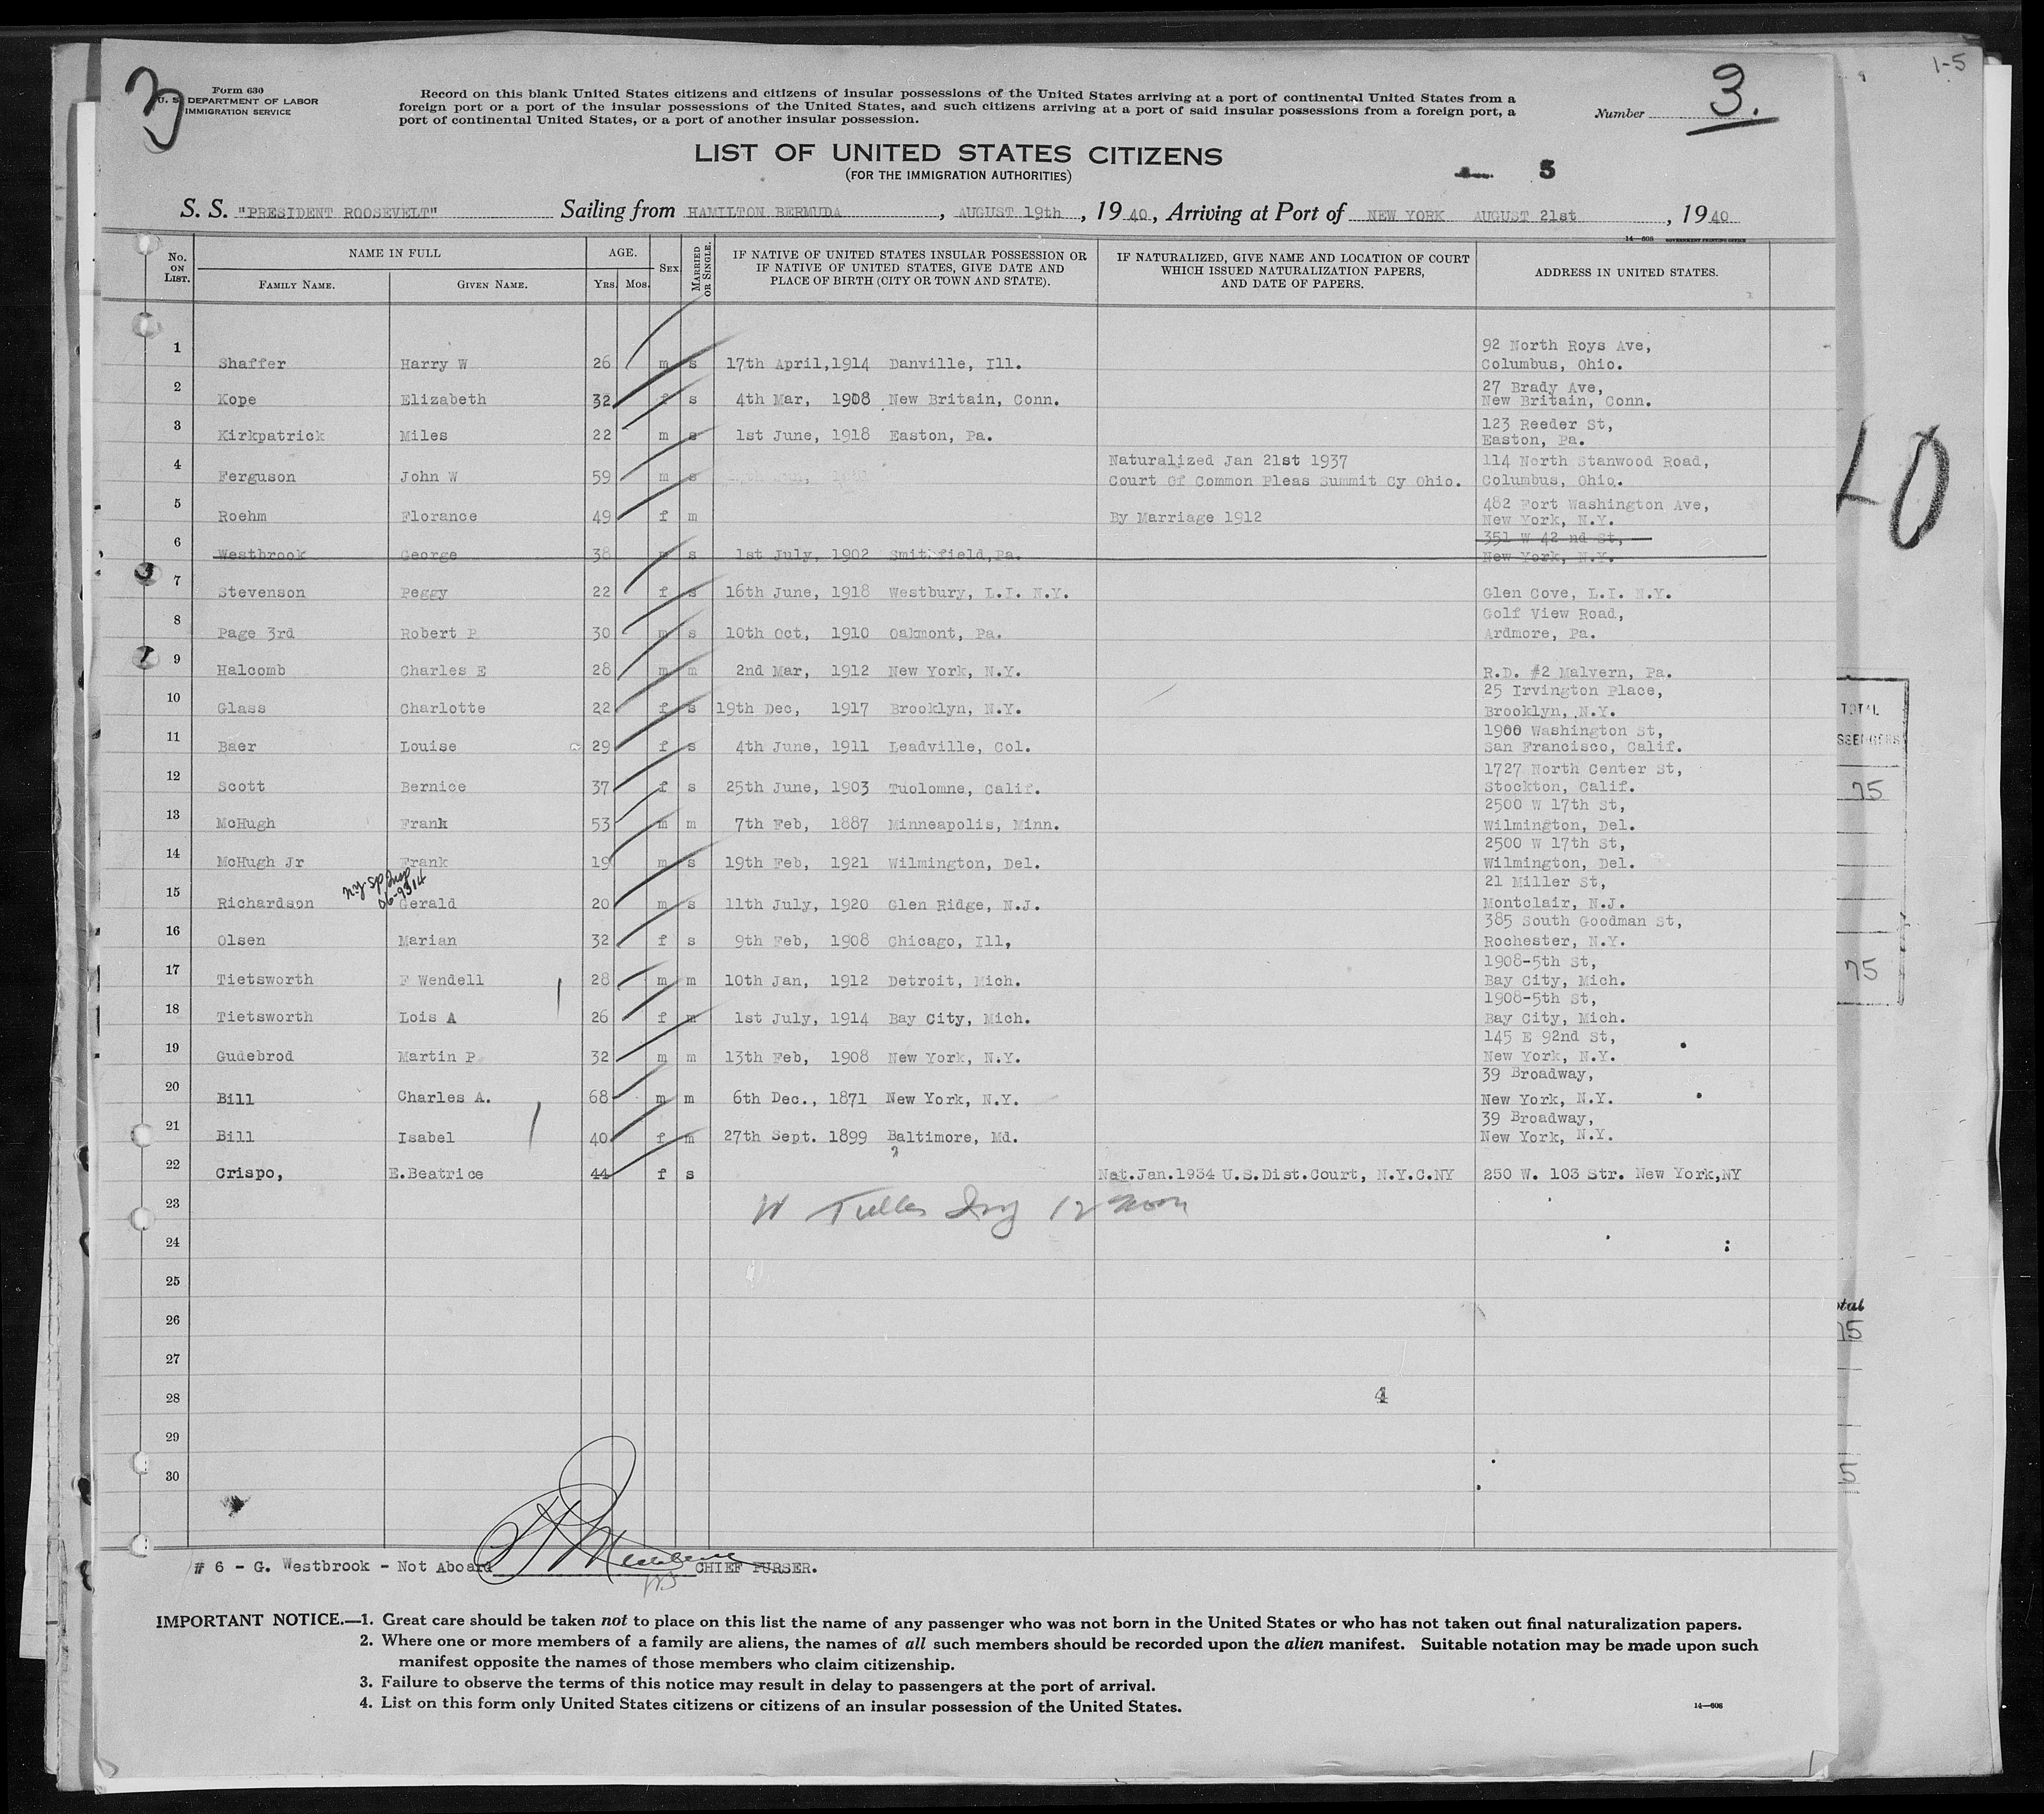 3
Form 630
U. S. DEPARTMENT OF LABOR
IMMIGRATION SERVICE
Record on this blank United States citizens and citizens of insular possessions of the United States arriving at a port of continental United States from a
foreign port or a port of the insular possessions of the United States, and such citizens arriving at a port of said insular possessions from a foreign port, a
port of continental United States, or a port of another insular possession.
Number 3.
1-5
LIST OF UNITED STATES CITIZENS
(FOR THE IMMIGRATION AUTHORITIES)
5
S. S. "PRESIDENT ROOSEVELT" Sailing from HAMILTON BERMUDA, AUGUST 19th, 1940, Arriving at Port of NEW YORK AUGUST 21st, 1940
14—608 GOVERNMENT PRINTING OFFICE
No. ON LIST. NAME IN FULL FAMILY NAME. GIVEN NAME. AGE. YRS. MOS. SEX MARRIED OR SINGLE. IF NATIVE OF UNITED STATES INSULAR POSSESSION OR IF NATIVE OF UNITED STATES, GIVE DATE AND PLACE OF BIRTH (CITY OR TOWN AND STATE). IF NATURALIZED, GIVE NAME AND LOCATION OF COURT WHICH ISSUED NATURALIZATION PAPERS, AND DATE OF PAPERS. ADDRESS IN UNITED STATES.
1 Shaffer Harry W 26 m s 17th April,1914 Danville, Ill. 92 North Roys Ave, Columbus, Ohio.
2 Kope Elizabeth 32 f s 4th Mar, 1908 New Britain, Conn. 27 Brady Ave, New Britain, Conn.
3 Kirkpatrick Miles 22 m s 1st June, 1918 Easton, Pa. 123 Reeder St, Easton, Pa.
4 Ferguson John W 59 m s Naturalized Jan 21st 1937 Court Of Common Pleas Summit Cy Ohio. 114 North Stanwood Road, Columbus, Ohio.
5 Roehm Florance 49 f m By Marriage 1912 482 Fort Washington Ave, New York, N.Y.
6 Westbrook George 38 m s 1st July, 1902 Smithfield,Pa. 351 W 42 nd St, New York, N.Y.
7 Stevenson Peggy 22 f s 16th June, 1918 Westbury, L.I. N.Y. Glen Cove, L.I. N.Y.
8 Page 3rd Robert P 30 m s 10th Oct, 1910 Oakmont, Pa. Golf View Road, Ardmore, Pa.
9 Halcomb Charles E 28 m m 2nd Mar, 1912 New York, N.Y. R.D. #2 Malvern, Pa.
10 Glass Charlotte 22 f s 19th Dec, 1917 Brooklyn, N.Y. 25 Irvington Place, Brooklyn, N.Y.
11 Baer Louise 29 f s 4th June, 1911 Leadville, Col. 1900 Washington St, San Francisco, Calif.
12 Scott Bernice 37 f s 25th June, 1903 Tuolomne, Calif. 1727 North Center St, Stockton, Calif.
13 McHugh Frank 53 m m 7th Feb, 1887 Minneapolis, Minn. 2500 W 17th St, Wilmington, Del.
14 McHugh Jr Frank 19 m s 19th Feb, 1921 Wilmington, Del. 2500 W 17th St, Wilmington, Del.
06-9314
15 Richardson Gerald 20 m s 11th July, 1920 Glen Ridge, N.J. 21 Miller St, Montclair, N.J.
16 Olsen Marian 32 f s 9th Feb, 1908 Chicago, Ill, 385 South Goodman St, Rochester, N.Y.
17 Tietsworth F Wendell 28 m m 10th Jan, 1912 Detroit, Mich. 1908-5th St, Bay City, Mich.
18 Tietsworth Lois A 26 f m 1st July, 1914 Bay City, Mich. 1908-5th St, Bay City, Mich.
19 Gudebrod Martin P 32 m m 13th Feb, 1908 New York, N.Y. 145 E 92nd St, New York, N.Y.
20 Bill Charles A. 68 m m 6th Dec., 1871 New York, N.Y. 39 Broadway, New York, N.Y.
21 Bill Isabel 40 f m 27th Sept. 1899 Baltimore, Md. 39 Broadway, New York, N.Y.
22 Crispo, E.Beatrice 44 f s Nat.Jan.1934 U.S.Dist.Court, N.Y.C.NY 250 W. 103 Str. New York,NY
23
24
25
26
27
28 4
29
30
40
TOTAL
75
75
75
# 6 - G. Westbrook - Not Aboard CHIEF PURSER.
IMPORTANT NOTICE.—1. Great care should be taken not to place on this list the name of any passenger who was not born in the United States or who has not taken out final naturalization papers.
2. Where one or more members of a family are aliens, the names of all such members should be recorded upon the alien manifest. Suitable notation may be made upon such
manifest opposite the names of those members who claim citizenship.
3. Failure to observe the terms of this notice may result in delay to passengers at the port of arrival.
4. List on this form only United States citizens or citizens of an insular possession of the United States.
14—608